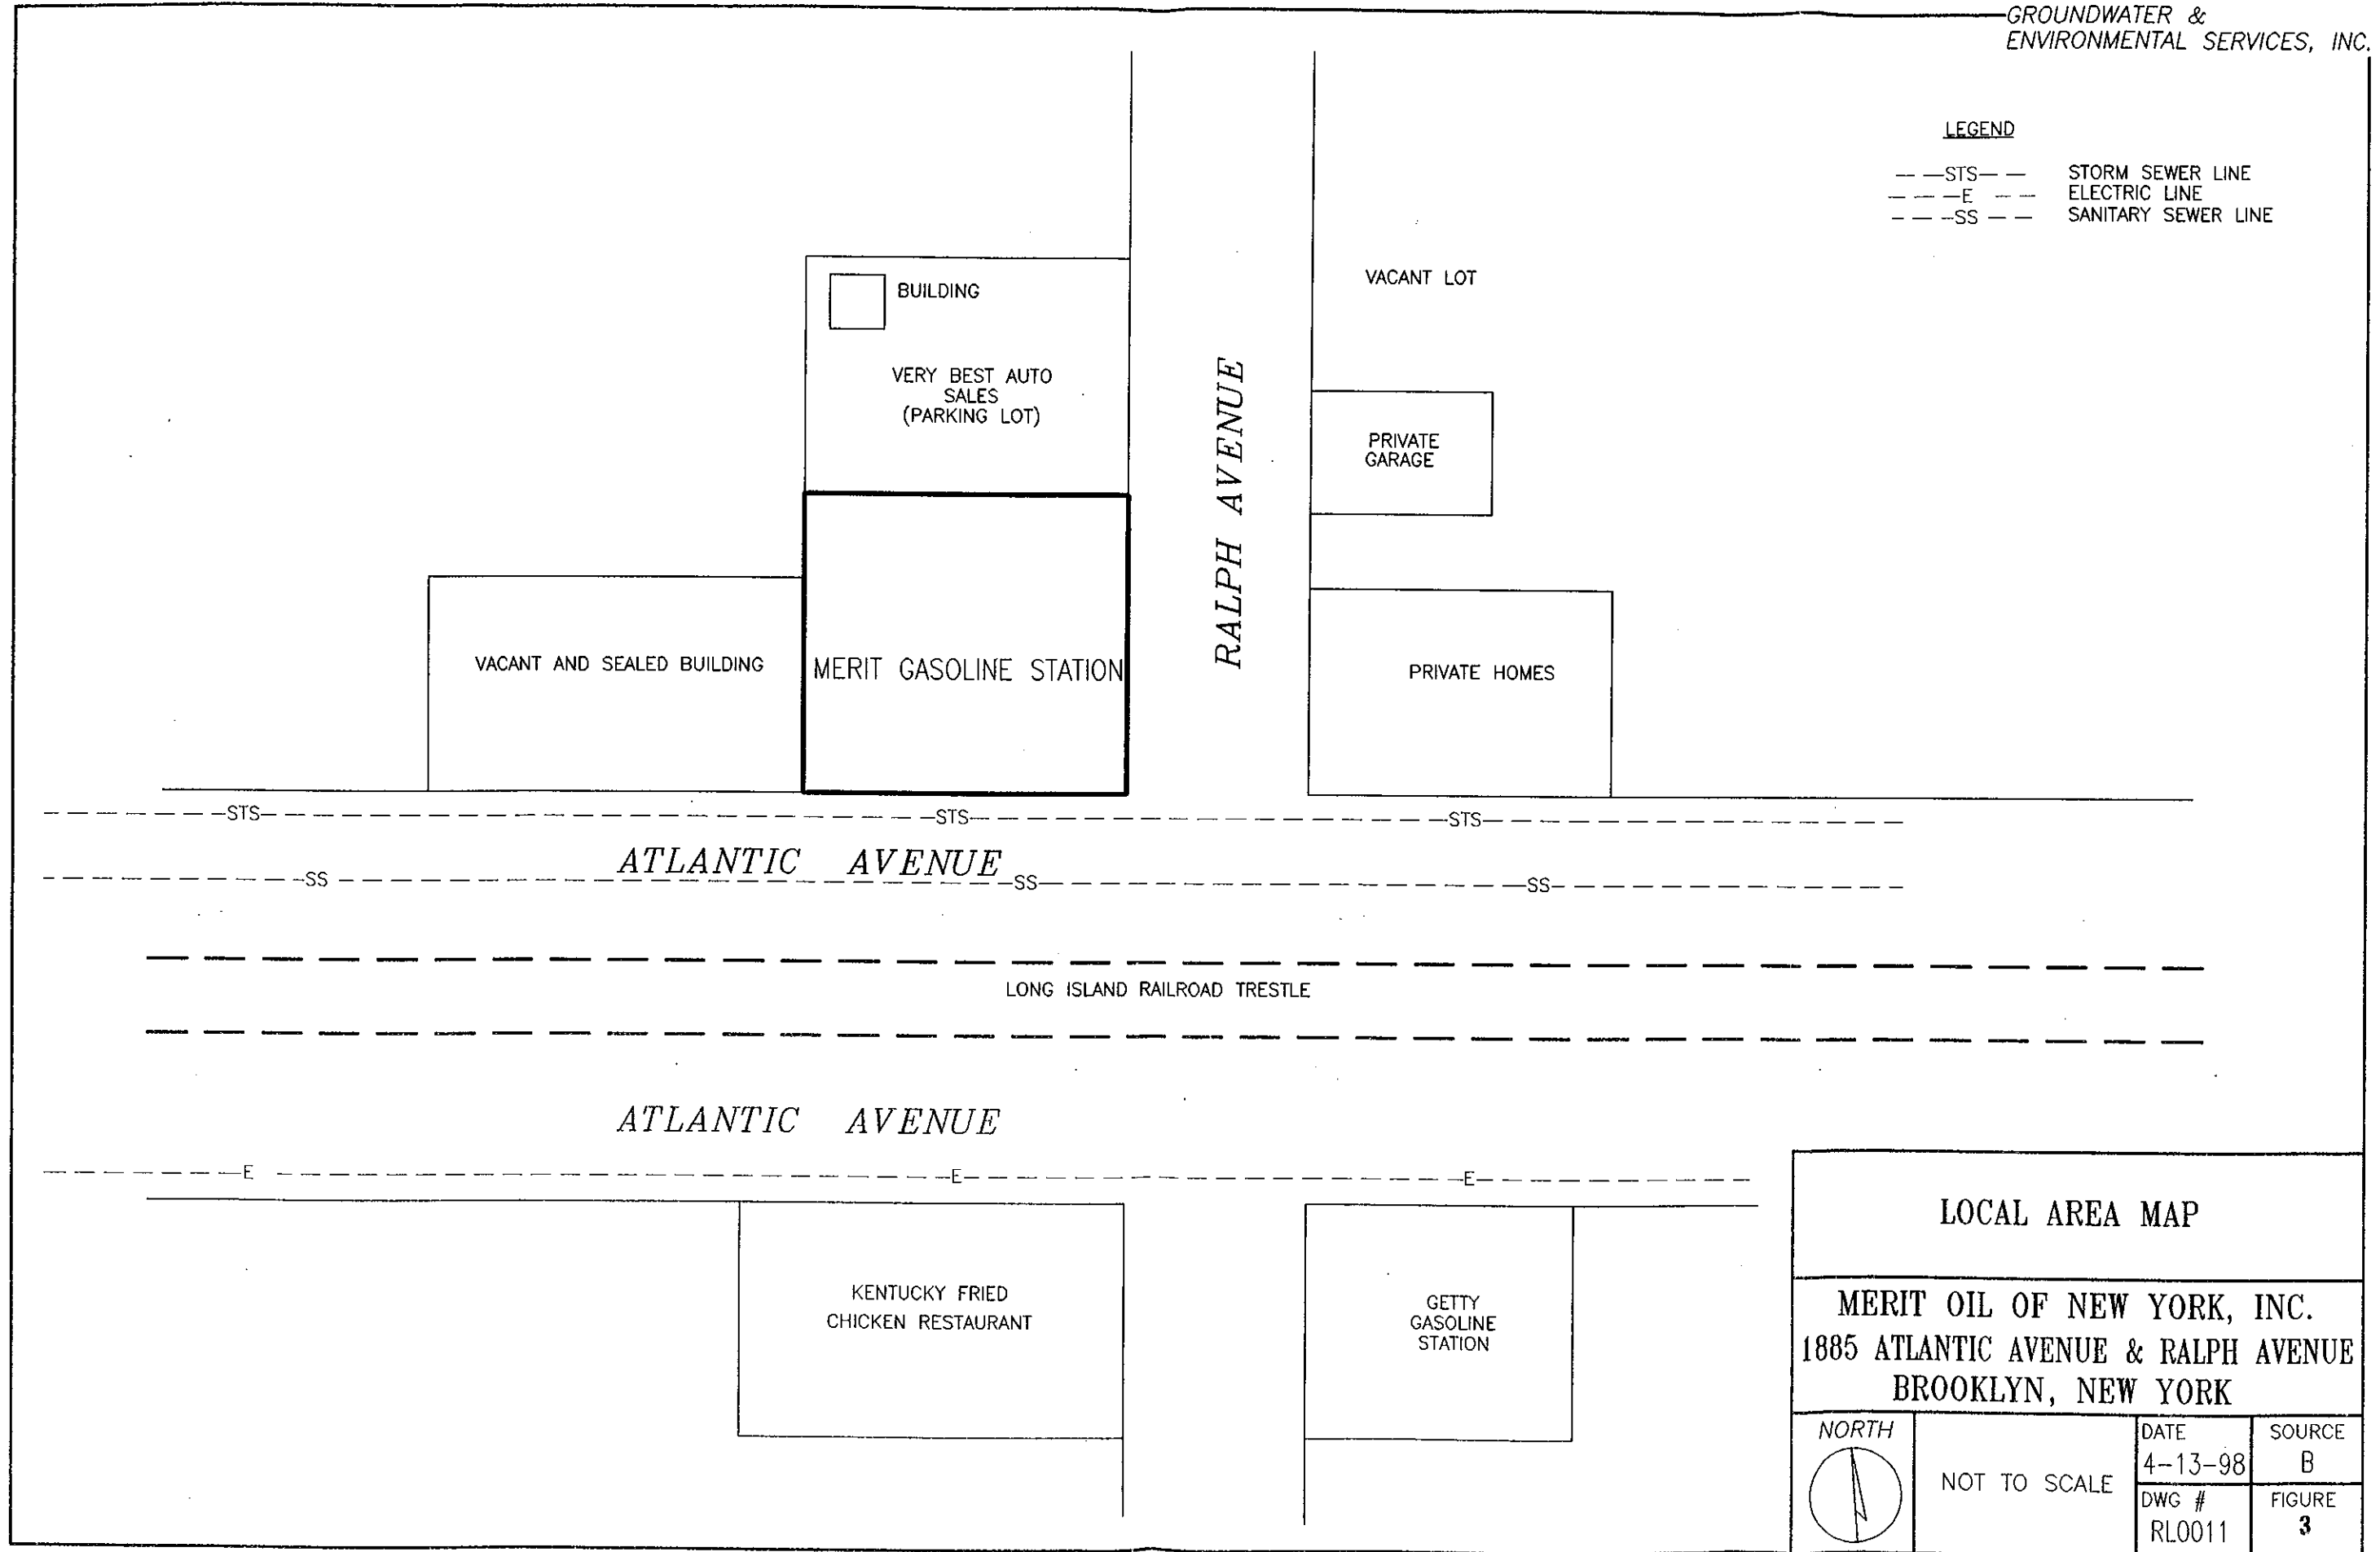 GROUNDWATER &
ENVIRONMENTAL SERVICES, INC.
LEGEND
— —STS— — STORM SEWER LINE
— — —E — — ELECTRIC LINE
— — —SS — — SANITARY SEWER LINE
BUILDING
VERY BEST AUTO
SALES
(PARKING LOT)
VACANT LOT
PRIVATE
GARAGE
RALPH AVENUE
VACANT AND SEALED BUILDING
MERIT GASOLINE STATION
PRIVATE HOMES
STS STS STS
ATLANTIC AVENUE
SS SS SS
LONG ISLAND RAILROAD TRESTLE
ATLANTIC AVENUE
E E E
KENTUCKY FRIED
CHICKEN RESTAURANT
GETTY
GASOLINE
STATION
LOCAL AREA MAP
MERIT OIL OF NEW YORK, INC.
1885 ATLANTIC AVENUE & RALPH AVENUE
BROOKLYN, NEW YORK
NORTH
NOT TO SCALE
DATE
4-13-98
SOURCE
B
DWG #
RL0011
FIGURE
3